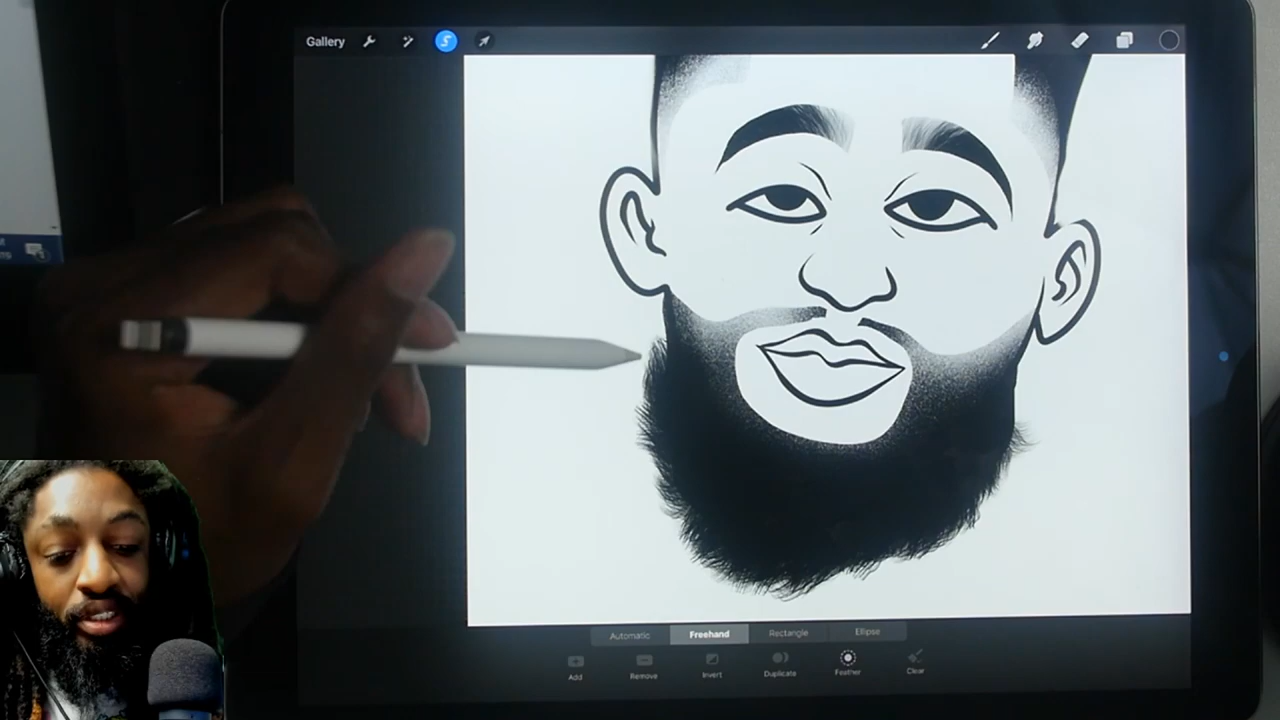 Gallery
Automatic Freehand Rectangle Ellipse
Add Remove Invert Duplicate Feather Clear